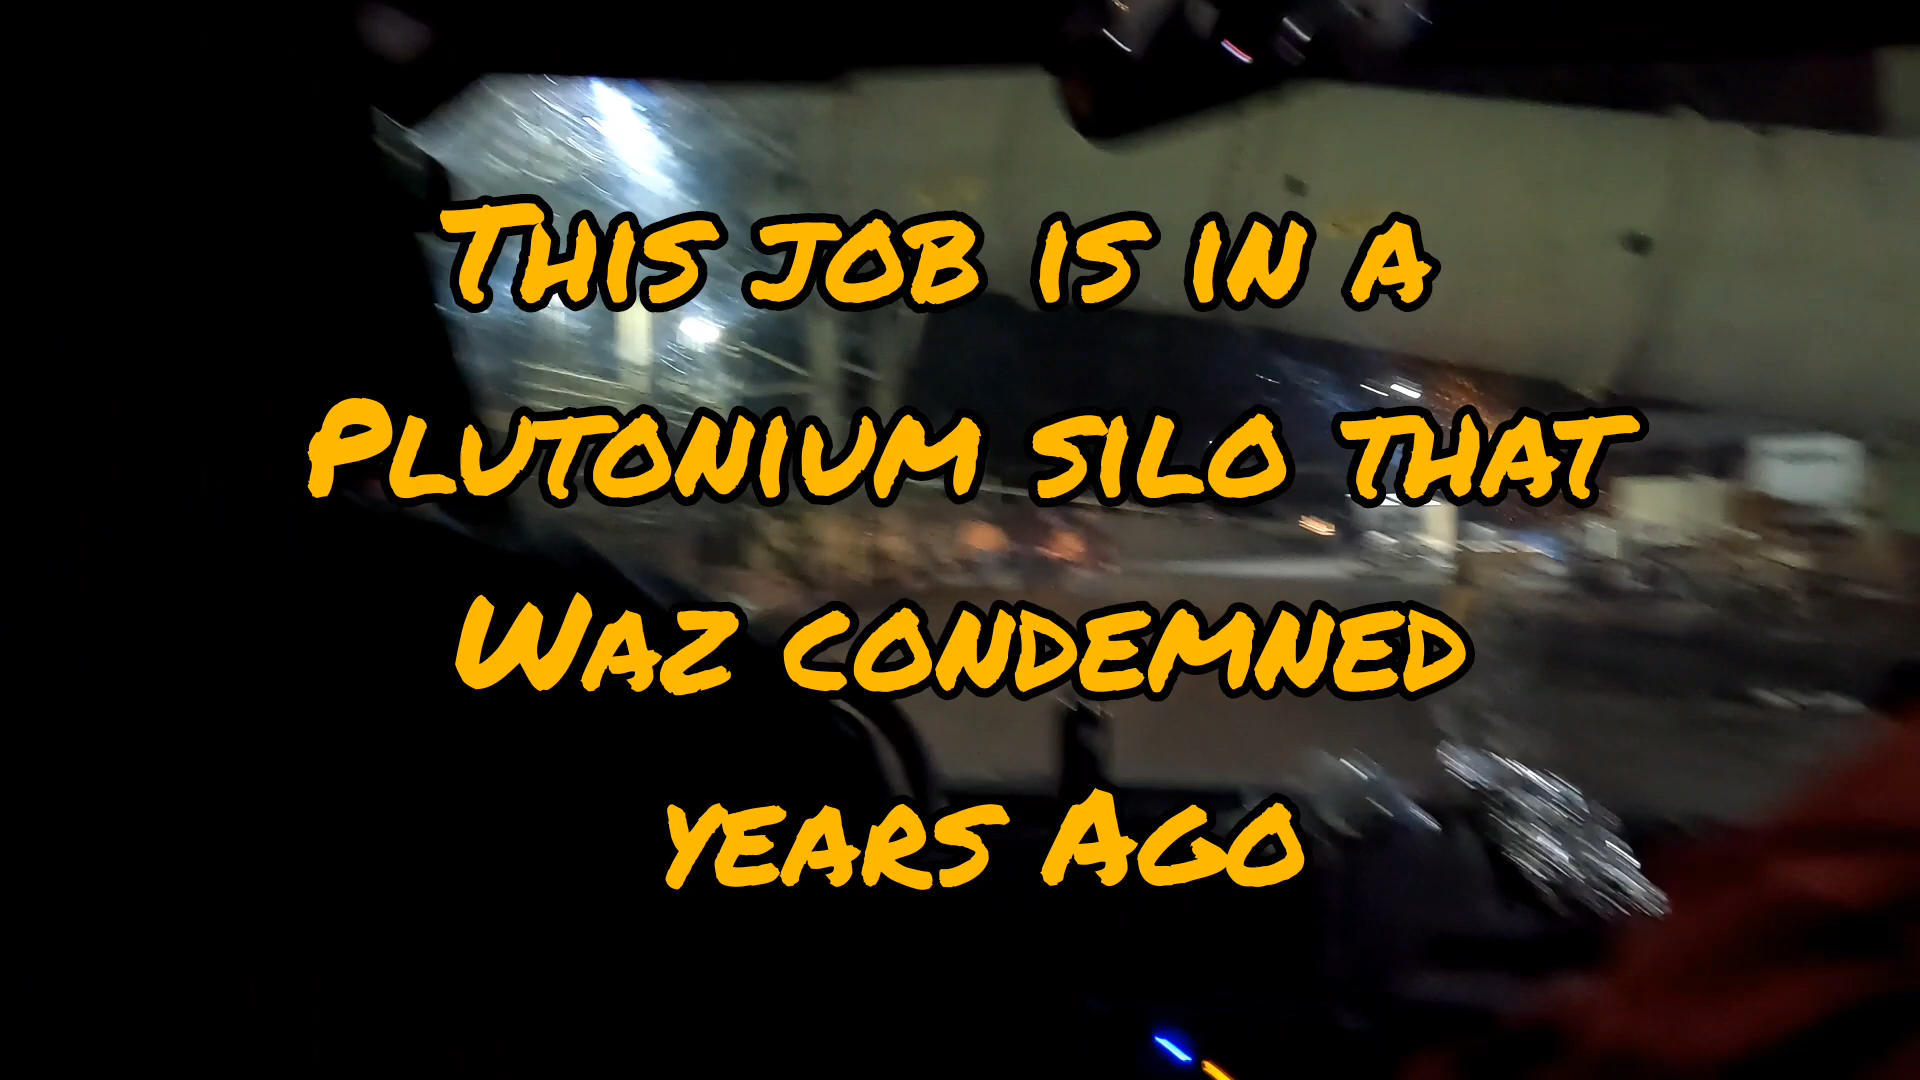 This job is in a
Plutonium silo that
Waz condemned
years Ago